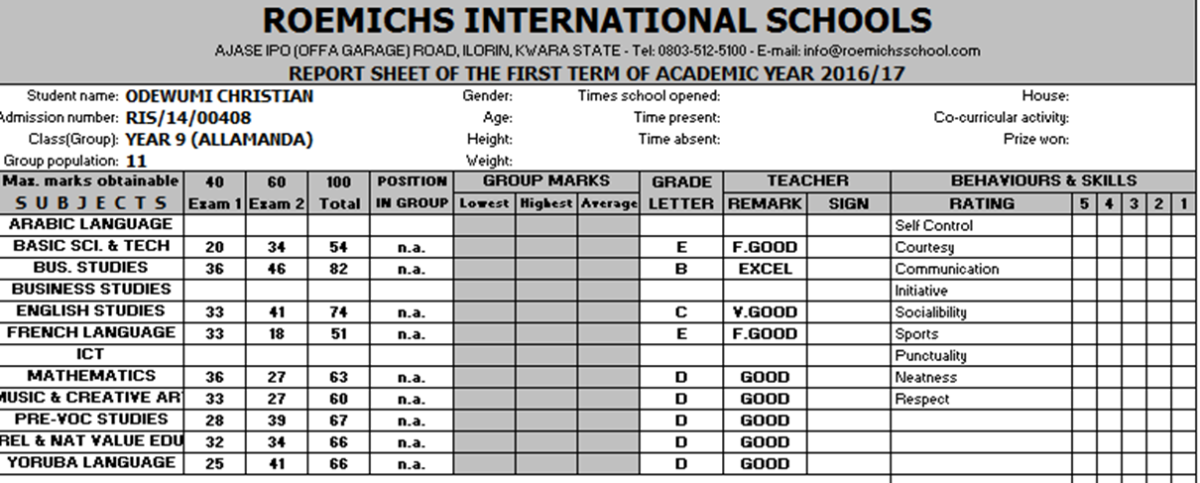 ROEMICHS INTERNATIONAL SCHOOLS
AJASE IPO (OFFA GARAGE) ROAD, ILORIN, KWARA STATE - Tel: 0803-512-5100 - E-mail: info@roemichsschool.com
REPORT SHEET OF THE FIRST TERM OF ACADEMIC YEAR 2016/17
Student name: ODEWUMI CHRISTIAN Gender: Times school opened: House:
Admission number: RIS/14/00408 Age: Time present: Co-curricular activity:
Class(Group): YEAR 9 (ALLAMANDA) Height: Time absent: Prize won:
Group population: 11 Weight:
Max. marks obtainable 40 60 100 POSITION GROUP MARKS GRADE TEACHER BEHAVIOURS & SKILLS
SUBJECTS Exam 1 Exam 2 Total IN GROUP Lowest Highest Average LETTER REMARK SIGN RATING 5 4 3 2 1
ARABIC LANGUAGE Self Control
BASIC SCI. & TECH 20 34 54 n.a. E F.GOOD Courtesy
BUS. STUDIES 36 46 82 n.a. B EXCEL Communication
BUSINESS STUDIES Initiative
ENGLISH STUDIES 33 41 74 n.a. C V.GOOD Socialibility
FRENCH LANGUAGE 33 18 51 n.a. E F.GOOD Sports
ICT Punctuality
MATHEMATICS 36 27 63 n.a. D GOOD Neatness
MUSIC & CREATIVE AR 33 27 60 n.a. D GOOD Respect
PRE-VOC STUDIES 28 39 67 n.a. D GOOD
REL & NAT VALUE EDU 32 34 66 n.a. D GOOD
YORUBA LANGUAGE 25 41 66 n.a. D GOOD